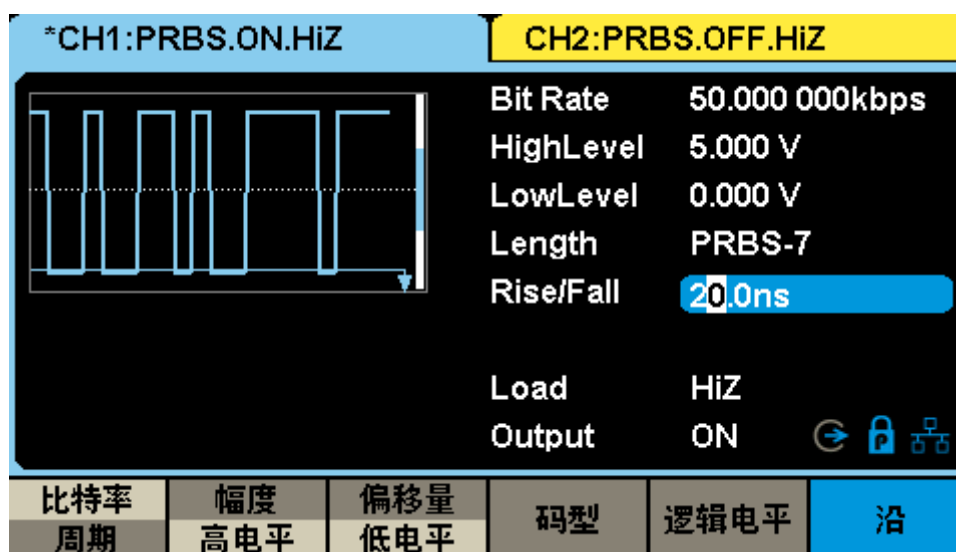 *CH1:PRBS.ON.HiZ
CH2:PRBS.OFF.HiZ
Bit Rate 50.000 000kbps
HighLevel 5.000 V
LowLevel 0.000 V
Length PRBS-7
Rise/Fall 20.0ns
Load HiZ
Output ON
P
比特率 幅度 偏移量 码型 逻辑电平 沿
周期 高电平 低电平